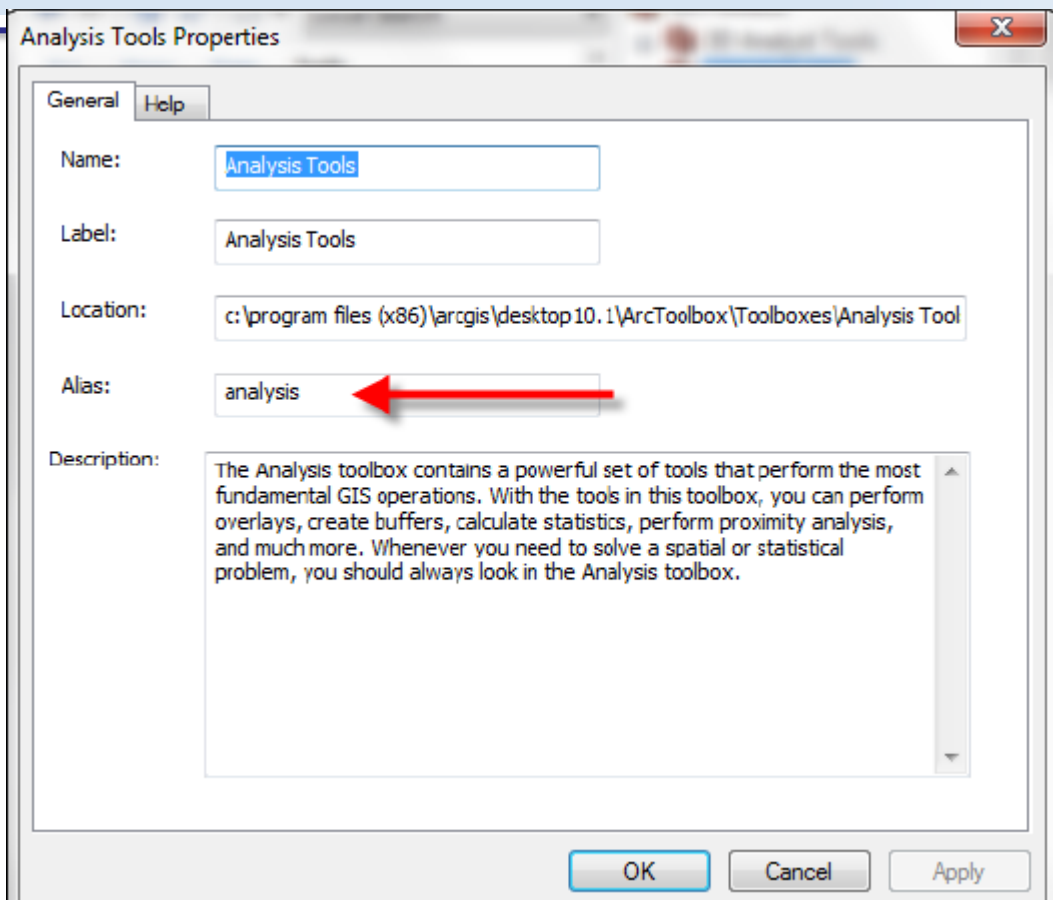 Analysis Tools Properties
General Help
Name: Analysis Tools
Label: Analysis Tools
Location: c:\program files (x86)\arcgis\desktop10.1\ArcToolbox\Toolboxes\Analysis Tool
Alias: analysis
Description: The Analysis toolbox contains a powerful set of tools that perform the most
fundamental GIS operations. With the tools in this toolbox, you can perform
overlays, create buffers, calculate statistics, perform proximity analysis,
and much more. Whenever you need to solve a spatial or statistical
problem, you should always look in the Analysis toolbox.
OK Cancel Apply